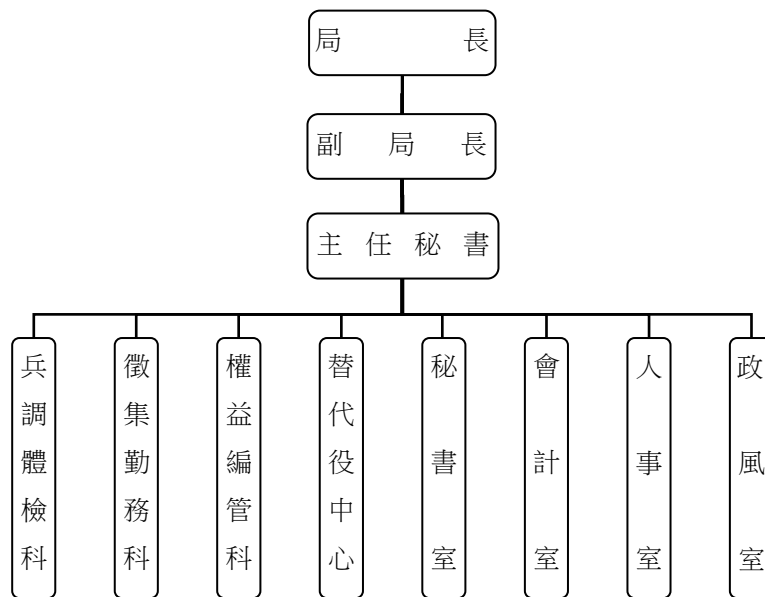 局長
副局長
主任秘書
兵調體檢科
徵集勤務科
權益編管科
替代役中心
秘書室
會計室
人事室
政風室